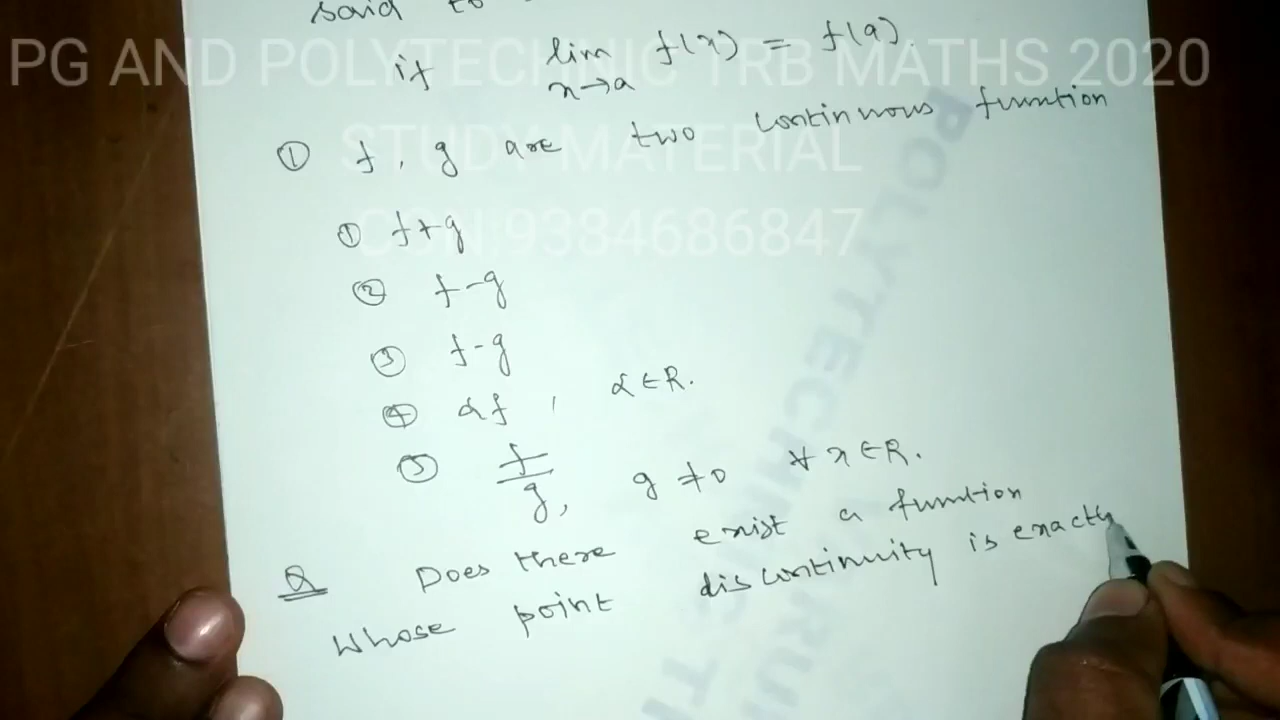 said to
if lim f(x) = f(a).
x→a
① f, g are two continuous function
① f+g
② f-g
③ f-g
④ αf, α∈R.
⑤ f/g, g≠0 ∀ x∈R.
Q Does there exist a function
whose point discontinuity is exactly
PG AND POLYTECHNIC TRB MATHS 2020
STUDY MATERIAL
CON:9384686847